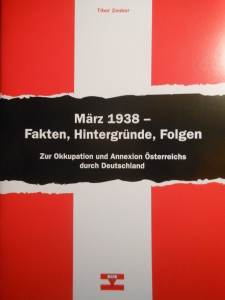 Tibor Zenker
März 1938 –
Fakten, Hintergründe, Folgen
Zur Okkupation und Annexion Österreichs
durch Deutschland